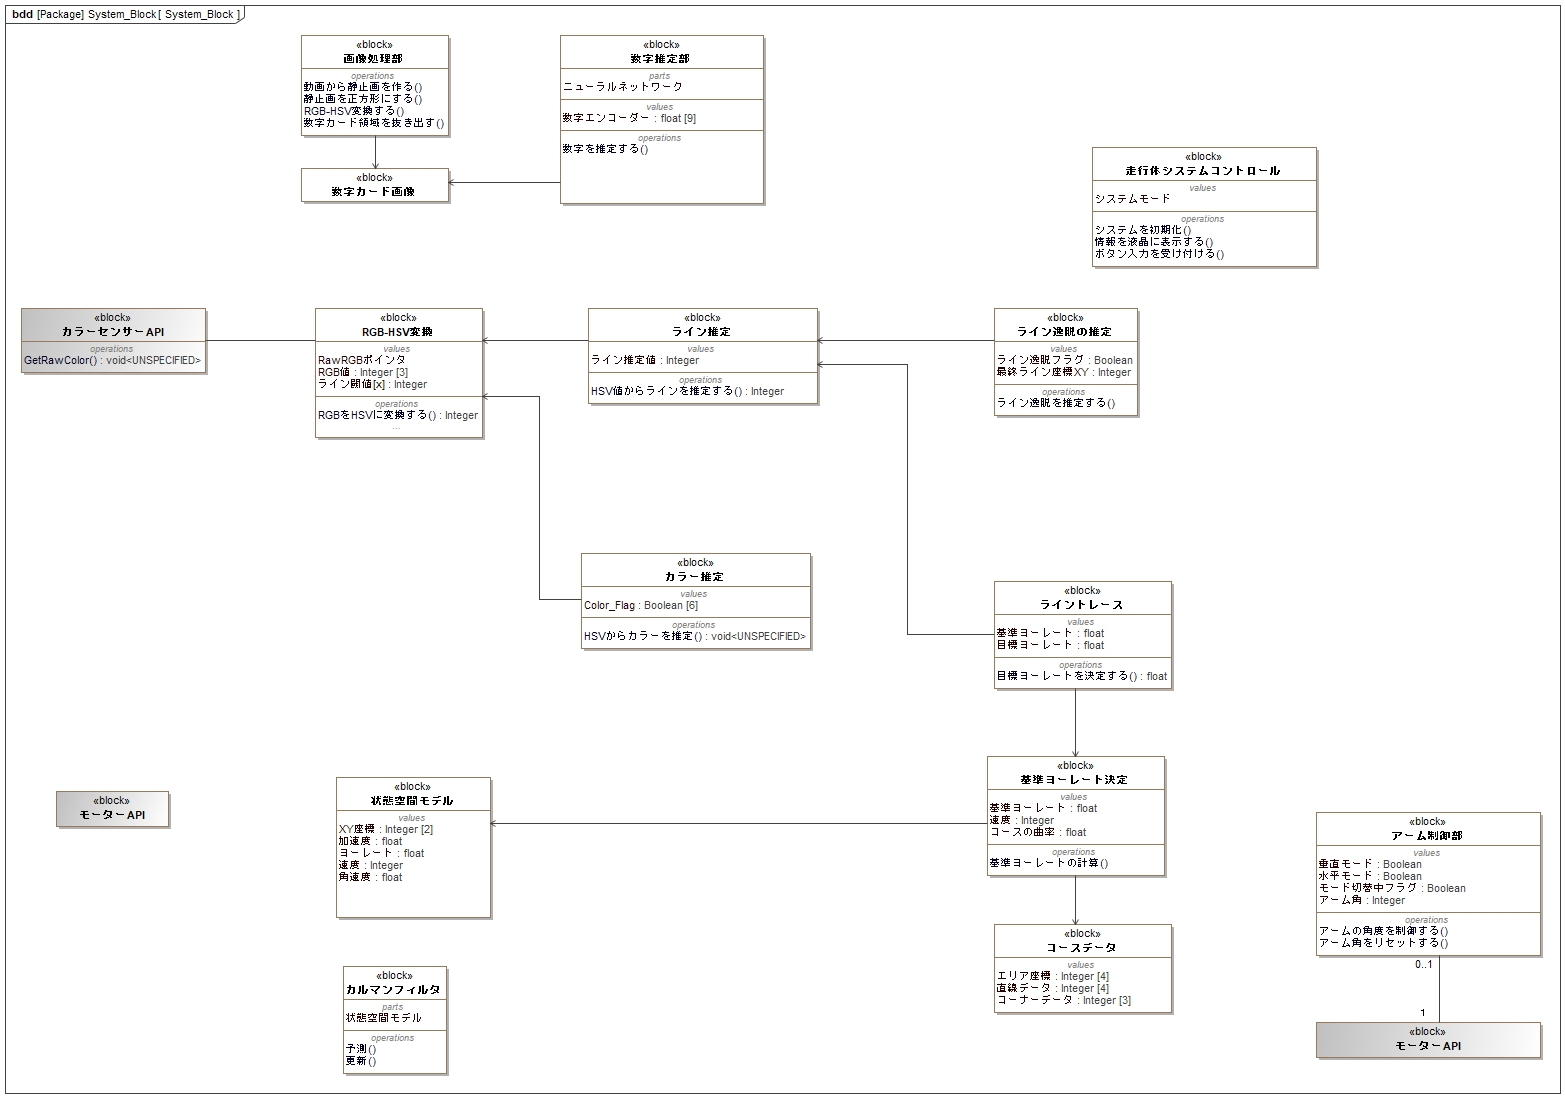 bdd [Package] System_Block [ System_Block ]
«block»
画像処理部
operations
動画から静止画を作る()
静止画を正方形にする()
RGB-HSV変換する()
数字カード領域を抜き出す()
«block»
数字カード画像
«block»
数字推定部
parts
ニューラルネットワーク
values
数字エンコーダー : float [9]
operations
数字を推定する()
«block»
走行体システムコントロール
values
システムモード
operations
システムを初期化()
情報を液晶に表示する()
ボタン入力を受け付ける()
«block»
カラーセンサーAPI
operations
GetRawColor() : void<UNSPECIFIED>
«block»
RGB-HSV変換
values
RawRGBポインタ
RGB値 : Integer [3]
ライン閾値[x] : Integer
operations
RGBをHSVに変換する() : Integer
...
«block»
ライン推定
values
ライン推定値 : Integer
operations
HSV値からラインを推定する() : Integer
«block»
ライン逸脱の推定
values
ライン逸脱フラグ : Boolean
最終ライン座標XY : Integer
operations
ライン逸脱を推定する()
«block»
カラー推定
values
Color_Flag : Boolean [6]
operations
HSVからカラーを推定() : void<UNSPECIFIED>
«block»
ライントレース
values
基準ヨーレート : float
目標ヨーレート : float
operations
目標ヨーレートを決定する() : float
«block»
モーターAPI
«block»
状態空間モデル
values
XY座標 : Integer [2]
加速度 : float
ヨーレート : float
速度 : Integer
角速度 : float
«block»
基準ヨーレート決定
values
基準ヨーレート : float
速度 : Integer
コースの曲率 : float
operations
基準ヨーレートの計算()
«block»
アーム制御部
values
垂直モード : Boolean
水平モード : Boolean
モード切替中フラグ : Boolean
アーム角 : Integer
operations
アームの角度を制御する()
アーム角をリセットする()
0..1
1
«block»
モーターAPI
«block»
コースデータ
values
エリア座標 : Integer [4]
直線データ : Integer [4]
コーナーデータ : Integer [3]
«block»
カルマンフィルタ
parts
状態空間モデル
operations
予測()
更新()